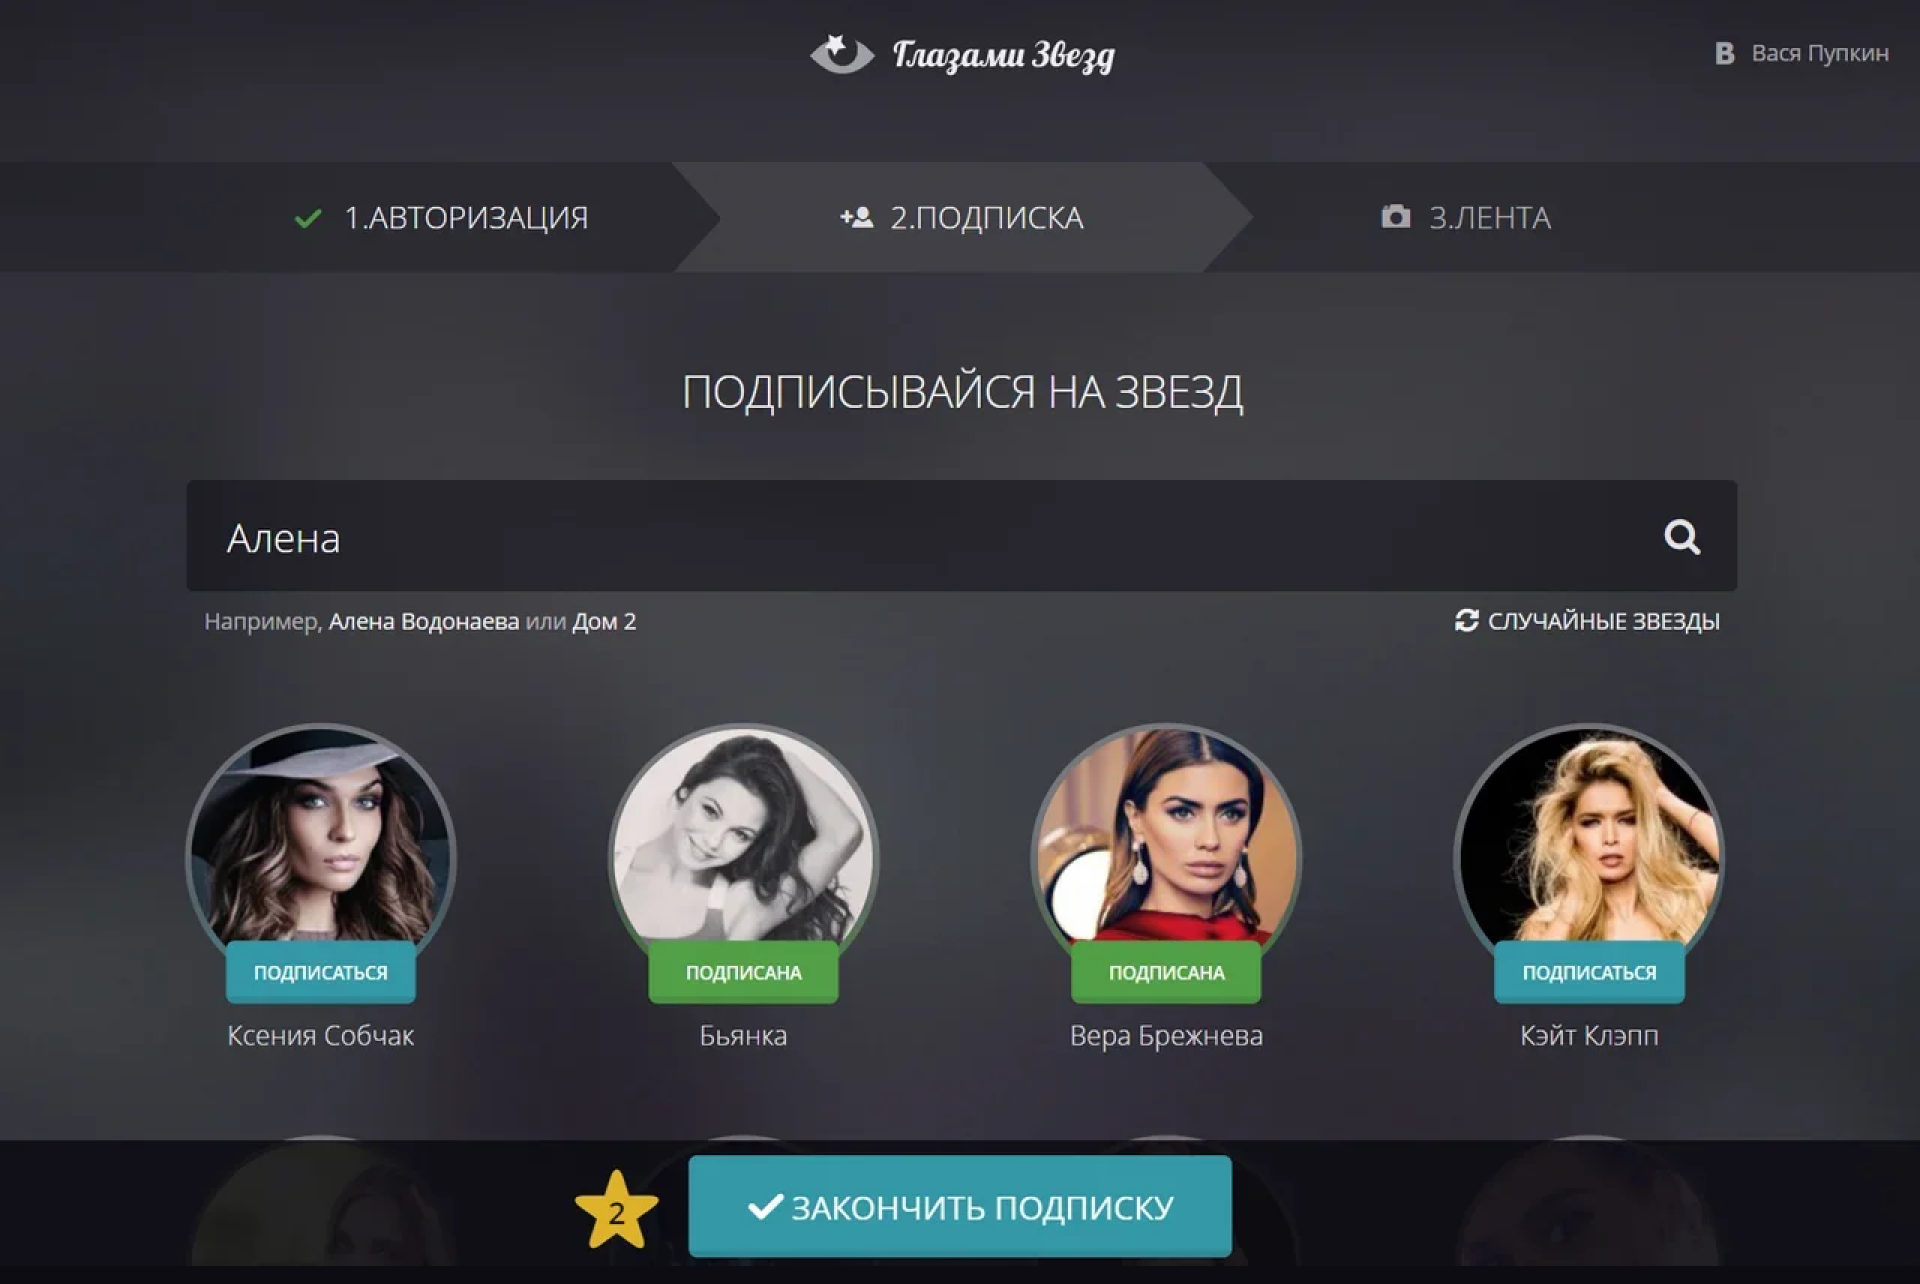 Глазами Звезд
В Вася Пупкин
1.АВТОРИЗАЦИЯ
2.ПОДПИСКА
3.ЛЕНТА
ПОДПИСЫВАЙСЯ НА ЗВЕЗД
Алена
Например, Алена Водонаева или Дом 2
СЛУЧАЙНЫЕ ЗВЕЗДЫ
ПОДПИСАТЬСЯ
ПОДПИСАНА
ПОДПИСАНА
ПОДПИСАТЬСЯ
Ксения Собчак
Бьянка
Вера Брежнева
Кэйт Клэпп
2
ЗАКОНЧИТЬ ПОДПИСКУ